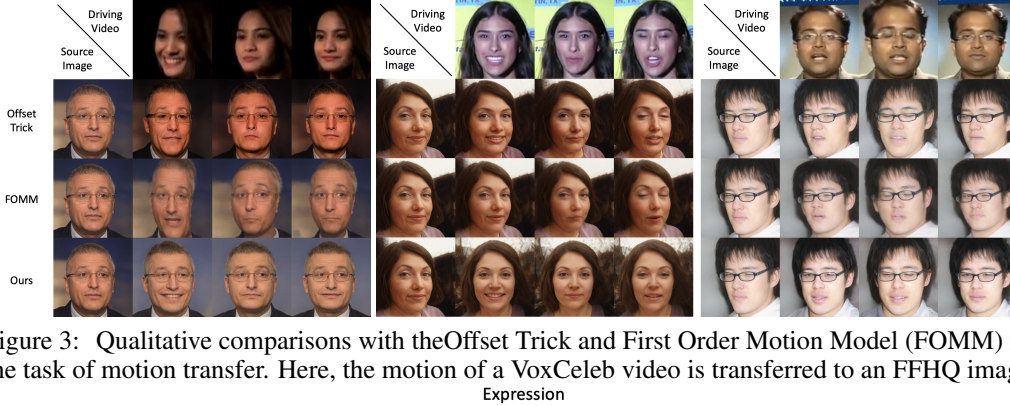 Driving
Video
Source
Image
Driving
Video
Source
Image
Driving
Video
Source
Image
Offset
Trick
FOMM
Ours
igure 3: Qualitative comparisons with theOffset Trick and First Order Motion Model (FOMM)
ne task of motion transfer. Here, the motion of a VoxCeleb video is transferred to an FFHQ imag
Expression